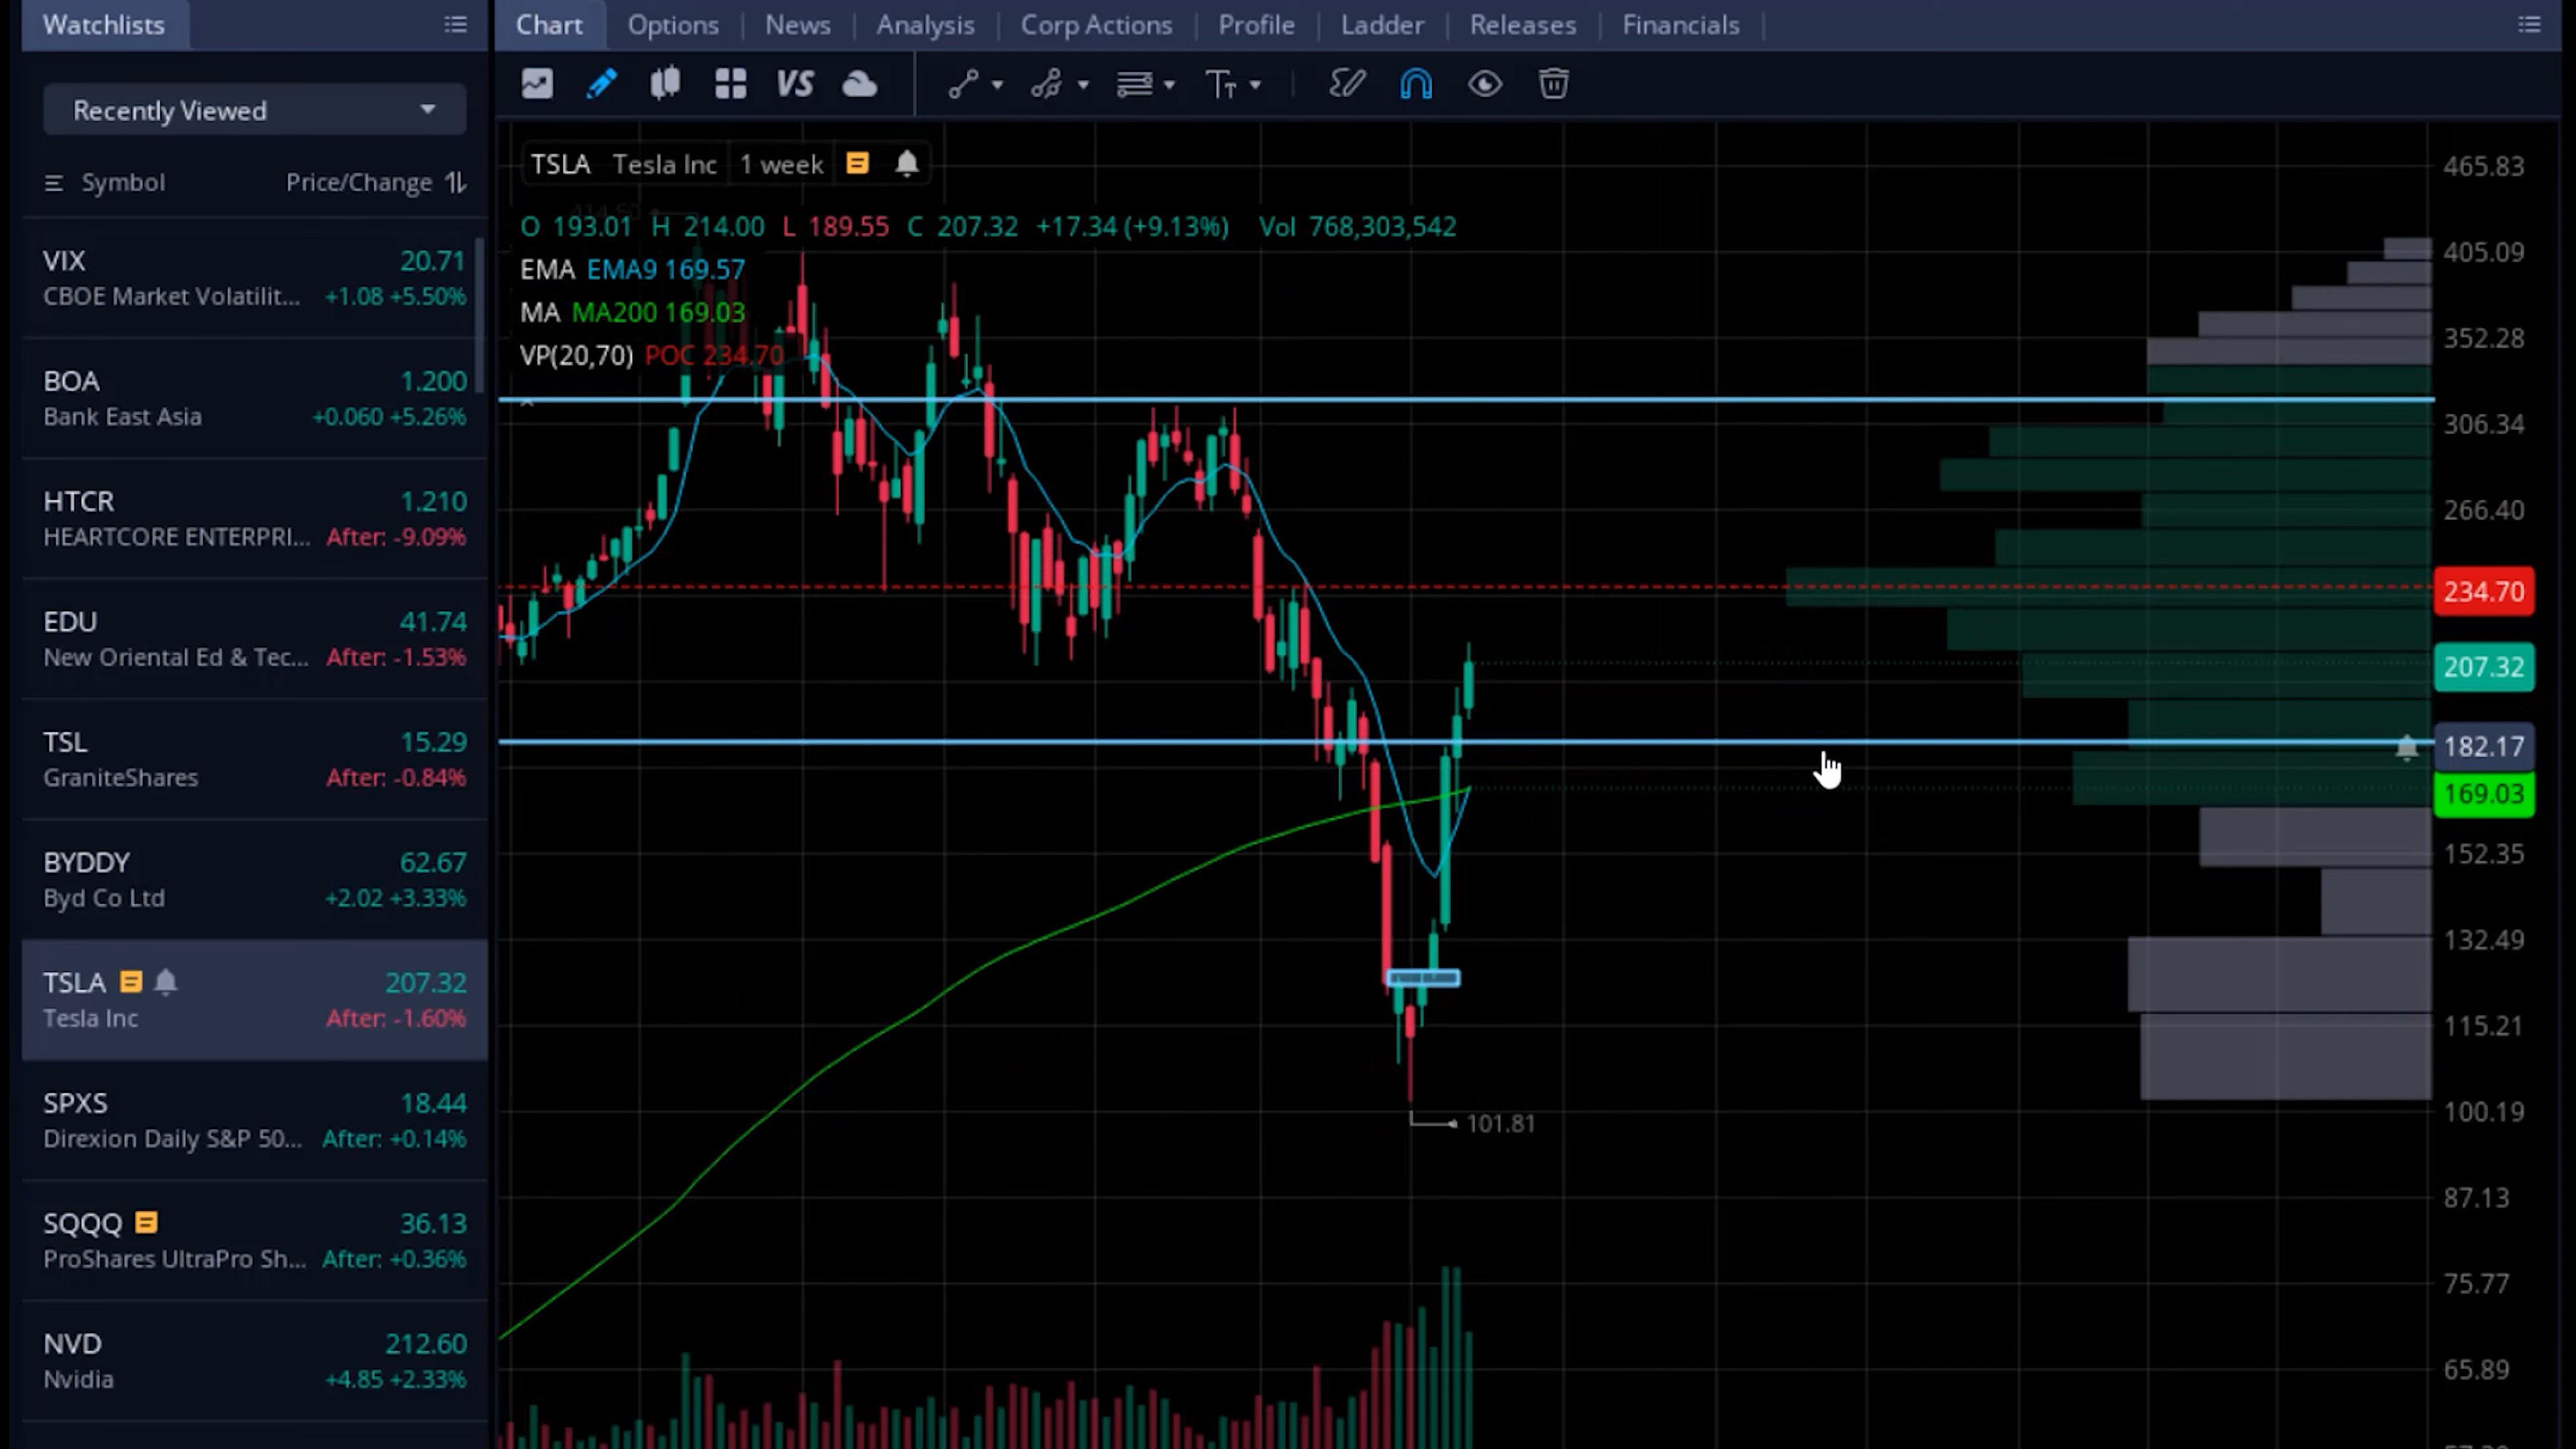 Watchlists
Chart Options News Analysis Corp Actions Profile Ladder Releases Financials
Recently Viewed
VS
Tт
Symbol Price/Change
VIX 20.71
CBOE Market Volatilit... +1.08 +5.50%
BOA 1.200
Bank East Asia +0.060 +5.26%
HTCR 1.210
HEARTCORE ENTERPRI... After: -9.09%
EDU 41.74
New Oriental Ed & Tec... After: -1.53%
TSL 15.29
GraniteShares After: -0.84%
BYDDY 62.67
Byd Co Ltd +2.02 +3.33%
TSLA 207.32
Tesla Inc After: -1.60%
SPXS 18.44
Direxion Daily S&P 50... After: +0.14%
SQQQ 36.13
ProShares UltraPro Sh... After: +0.36%
NVD 212.60
Nvidia +4.85 +2.33%
TSLA Tesla Inc 1 week
O 193.01 H 214.00 L 189.55 C 207.32 +17.34 (+9.13%) Vol 768,303,542
EMA EMA9 169.57
MA MA200 169.03
VP(20,70) POC 234.70
101.81
465.83
405.09
352.28
306.34
266.40
234.70
207.32
182.17
169.03
152.35
132.49
115.21
100.19
87.13
75.77
65.89